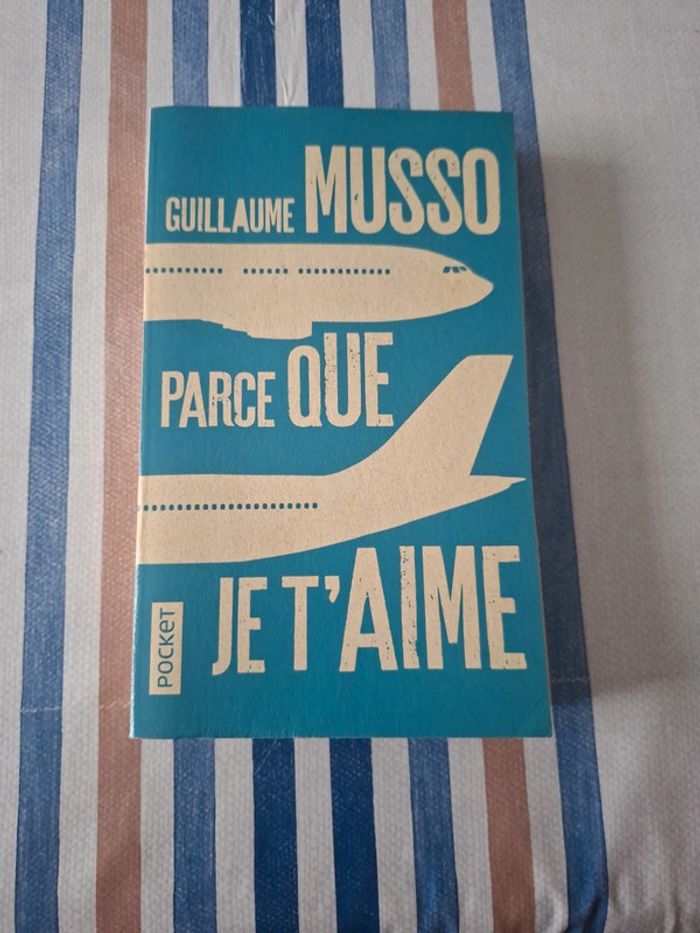 GUILLAUME MUSSO
PARCE QUE
JE T'AIME
POCKET